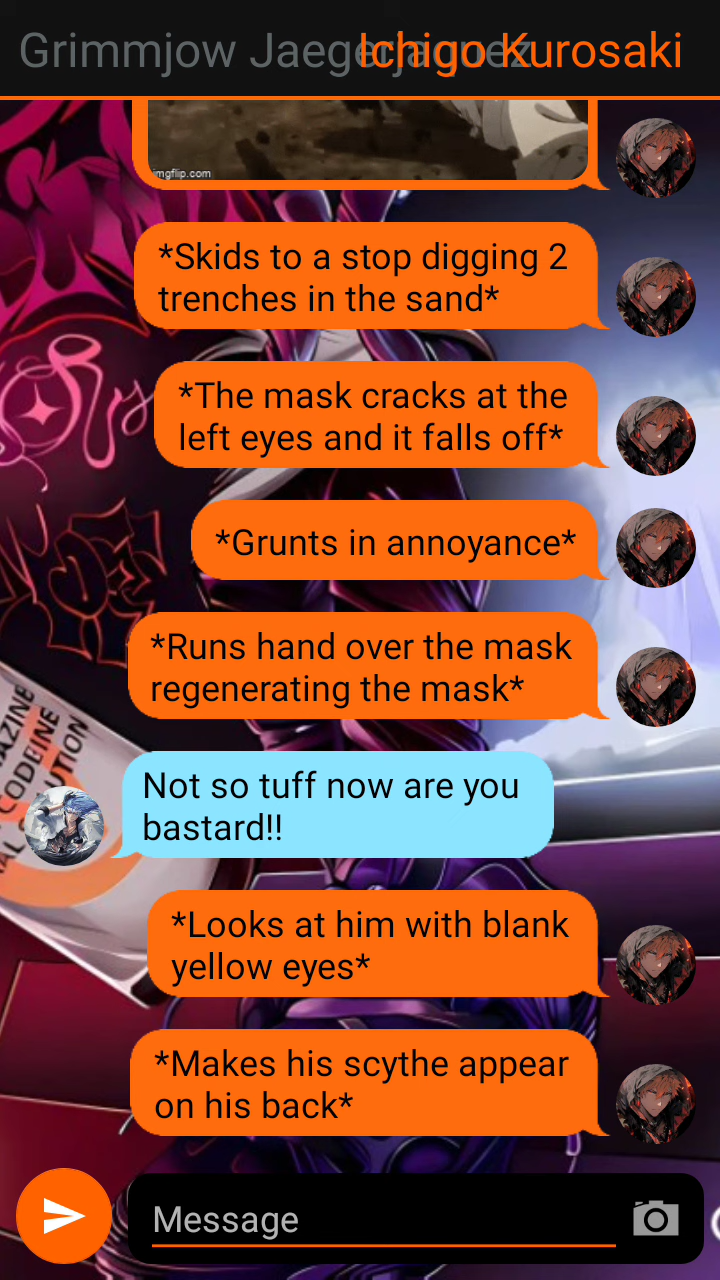 Grimmjow Jaegerjaquez
Ichigo Kurosaki
imgflip.com
*Skids to a stop digging 2
trenches in the sand*
*The mask cracks at the
left eyes and it falls off*
*Grunts in annoyance*
*Runs hand over the mask
regenerating the mask*
Not so tuff now are you
bastard!!
*Looks at him with blank
yellow eyes*
*Makes his scythe appear
on his back*
Message